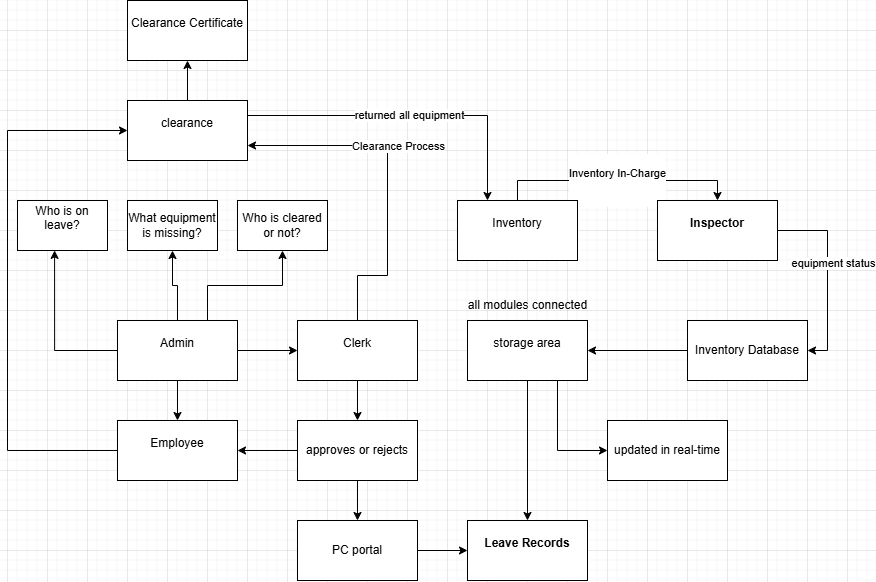 Clearance Certificate
clearance
returned all equipment
Clearance Process
Inventory In-Charge
Who is on
leave?
What equipment
is missing?
Who is cleared
or not?
Inventory
Inspector
equipment status
all modules connected
Admin
Clerk
storage area
Inventory Database
Employee
approves or rejects
updated in real-time
PC portal
Leave Records